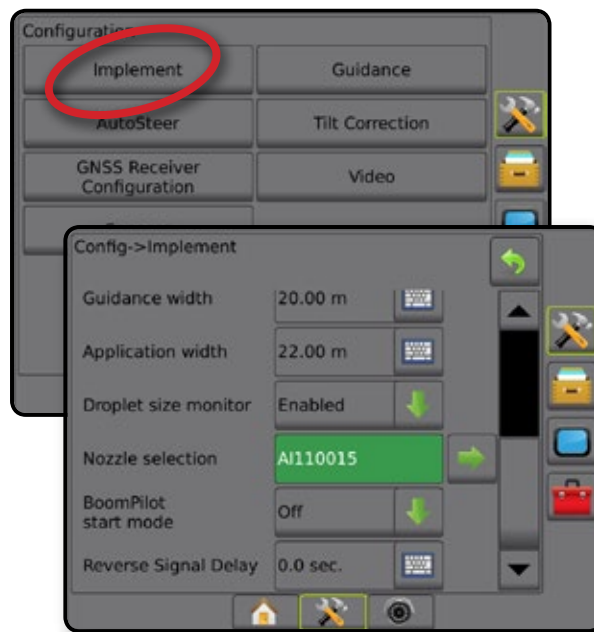 Configuration
Implement
Guidance
AutoSteer
Tilt Correction
GNSS Receiver
Configuration
Video
Config->Implement
Guidance width
20.00 m
Application width
22.00 m
Droplet size monitor
Enabled
Nozzle selection
AI110015
BoomPilot
start mode
Off
Reverse Signal Delay
0.0 sec.